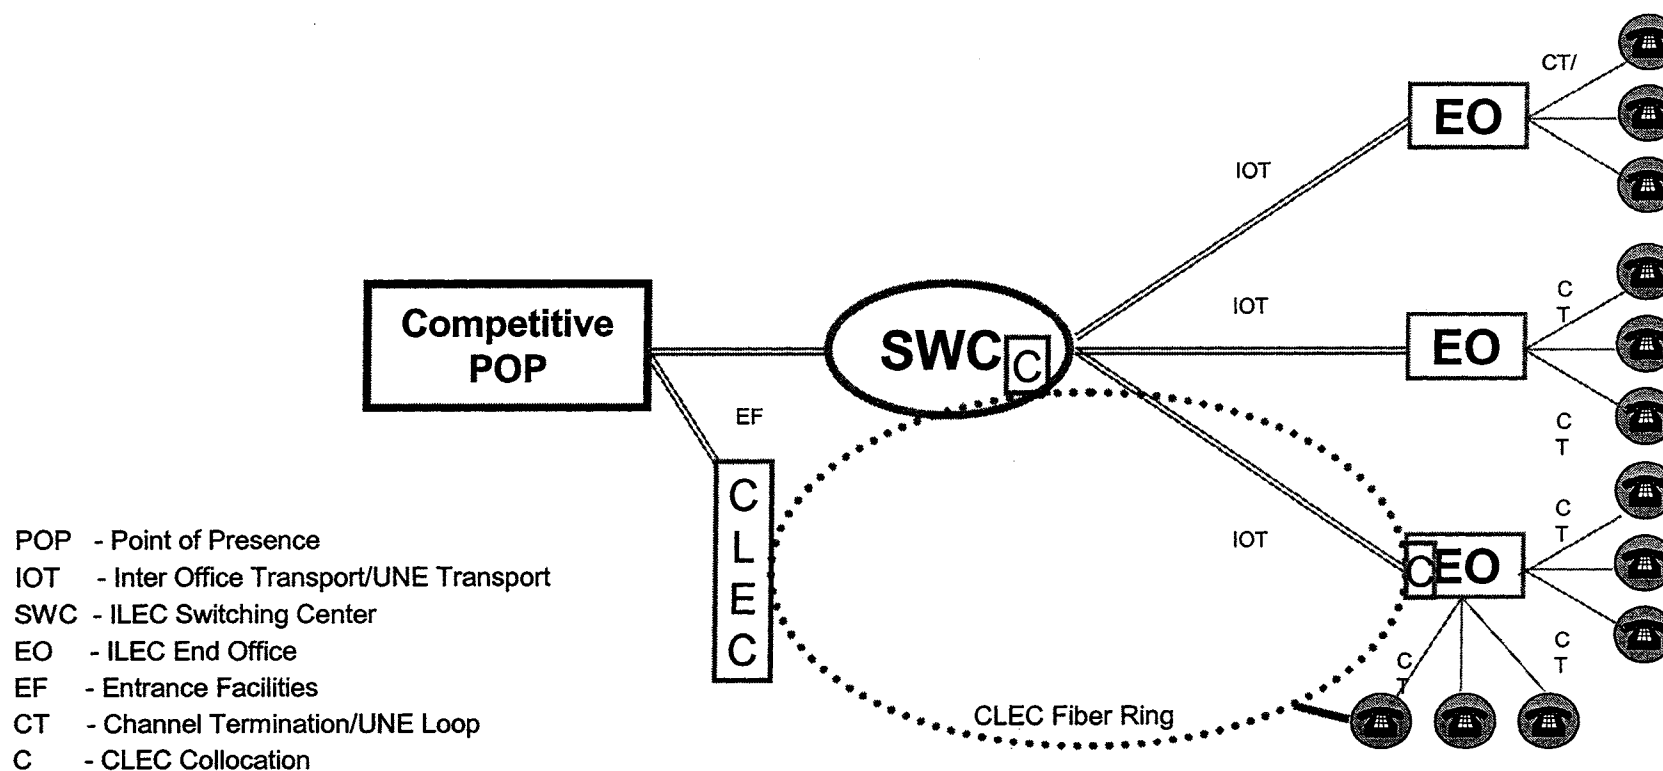 CT/
EO
IOT
Competitive
POP
SWC
C
IOT
C
T
EO
EF
C
T
C
L
E
C
IOT
C
T
C
EO
C
T
C
T
CLEC Fiber Ring
POP - Point of Presence
IOT - Inter Office Transport/UNE Transport
SWC - ILEC Switching Center
EO - ILEC End Office
EF - Entrance Facilities
CT - Channel Termination/UNE Loop
C - CLEC Collocation